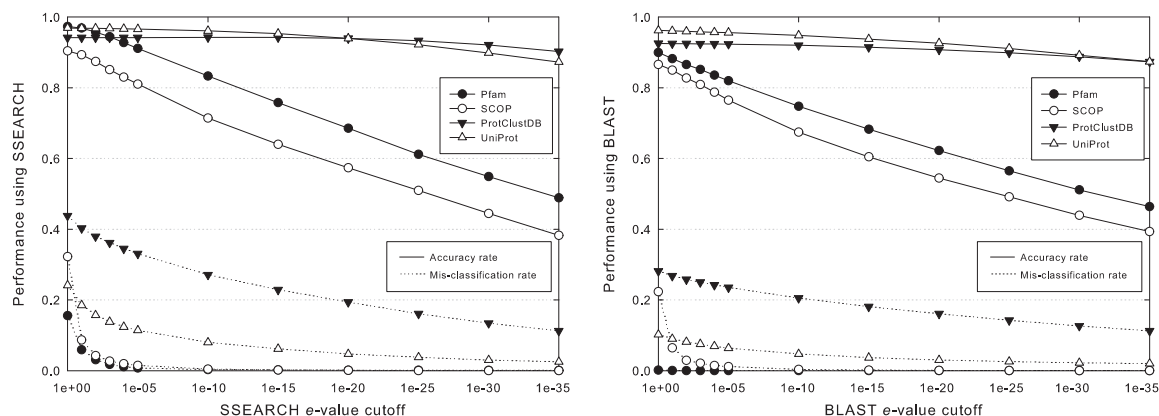 Performance using SSEARCH
1.0
0.8
0.6
0.4
0.2
0.0
Pfam
SCOP
ProtClustDB
UniProt
Accuracy rate
Mis-classification rate
1e+00 1e-05 1e-10 1e-15 1e-20 1e-25 1e-30 1e-35
SSEARCH e-value cutoff
Performance using BLAST
1.0
0.8
0.6
0.4
0.2
0.0
Pfam
SCOP
ProtClustDB
UniProt
Accuracy rate
Mis-classification rate
1e+00 1e-05 1e-10 1e-15 1e-20 1e-25 1e-30 1e-35
BLAST e-value cutoff